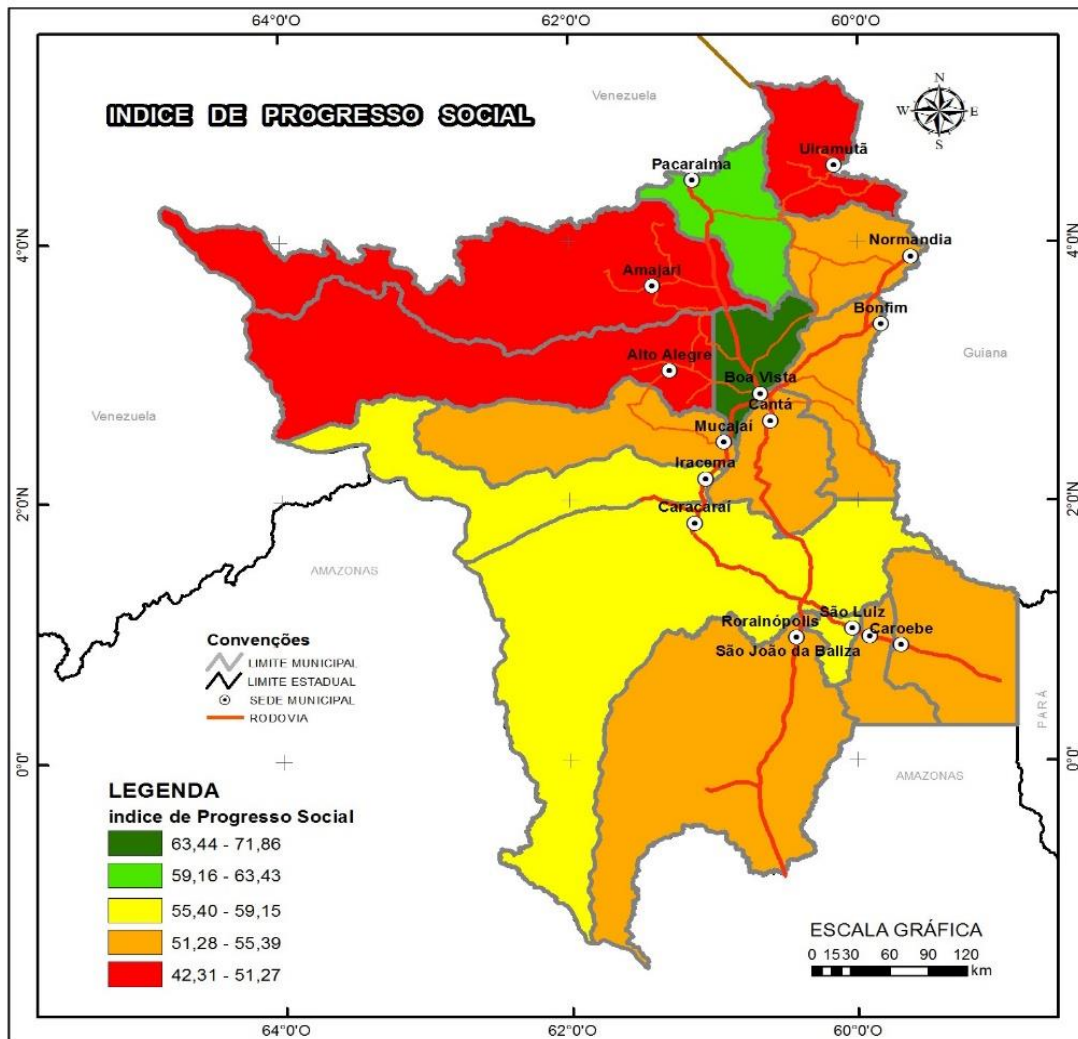 64°0'O 62°0'O 60°0'O
INDICE DE PROGRESSO SOCIAL
Venezuela
N
W E
S
Pacaraima
Uiramutã
4°0'N
4°0'N
Normandia
Amajari
Bonfim
Alto Alegre
Guiana
Boa Vista
Cantá
Venezuela
Mucajaí
Iracema
2°0'N
2°0'N
Caracaraí
AMAZONAS
São Luiz
Rorainópolis
Caroebe
São João da Baliza
Convenções
LIMITE MUNICIPAL
LIMITE ESTADUAL
SEDE MUNICIPAL
RODOVIA
PARÁ
0°0'
0°0'
AMAZONAS
LEGENDA
indice de Progresso Social
63,44 - 71,86
59,16 - 63,43
55,40 - 59,15
51,28 - 55,39
42,31 - 51,27
ESCALA GRÁFICA
0 1530 60 90 120
km
64°0'O 62°0'O 60°0'O